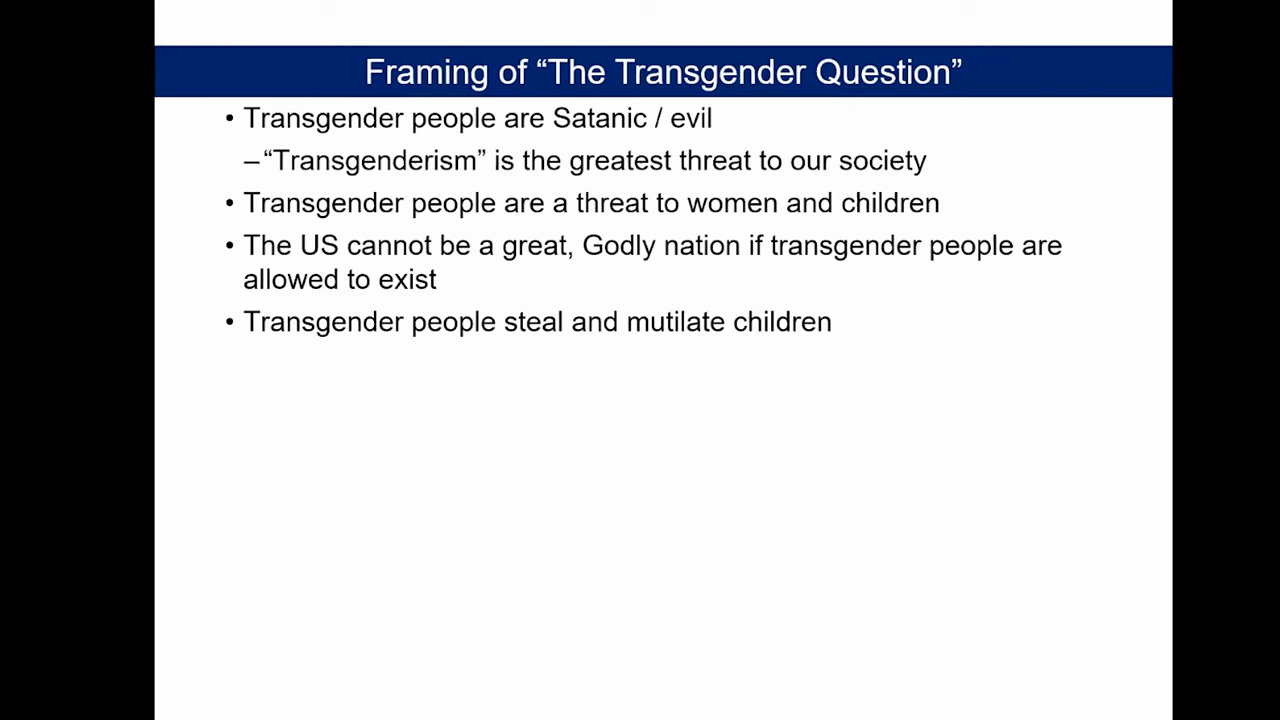 Framing of “The Transgender Question”
• Transgender people are Satanic / evil
– “Transgenderism” is the greatest threat to our society
• Transgender people are a threat to women and children
• The US cannot be a great, Godly nation if transgender people are
allowed to exist
• Transgender people steal and mutilate children